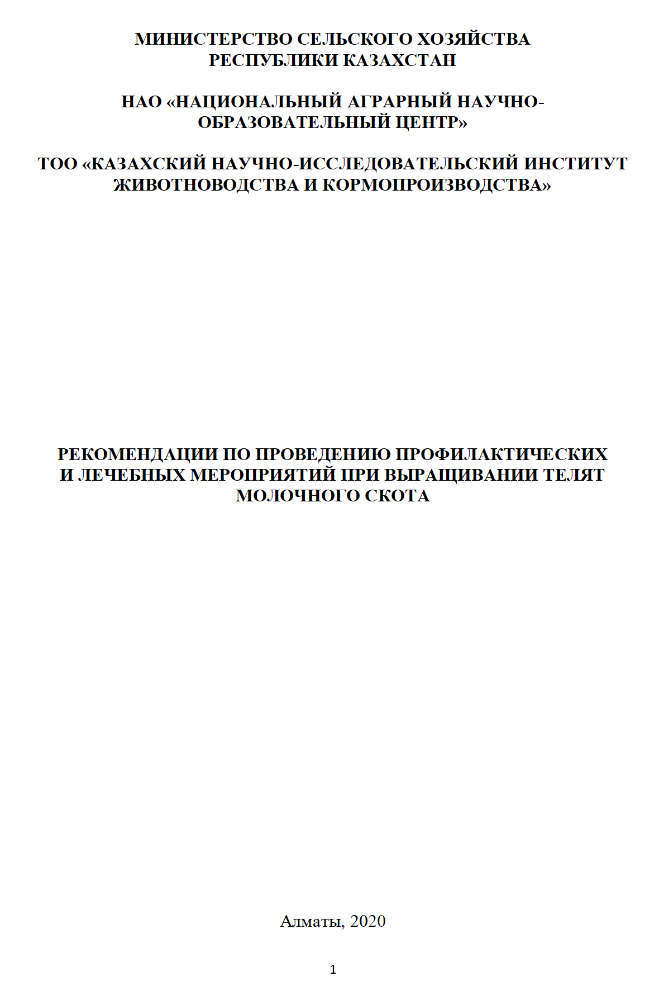 МИНИСТЕРСТВО СЕЛЬСКОГО ХОЗЯЙСТВА
РЕСПУБЛИКИ КАЗАХСТАН
НАО «НАЦИОНАЛЬНЫЙ АГРАРНЫЙ НАУЧНО-
ОБРАЗОВАТЕЛЬНЫЙ ЦЕНТР»
ТОО «КАЗАХСКИЙ НАУЧНО-ИССЛЕДОВАТЕЛЬСКИЙ ИНСТИТУТ
ЖИВОТНОВОДСТВА И КОРМОПРОИЗВОДСТВА»
РЕКОМЕНДАЦИИ ПО ПРОВЕДЕНИЮ ПРОФИЛАКТИЧЕСКИХ
И ЛЕЧЕБНЫХ МЕРОПРИЯТИЙ ПРИ ВЫРАЩИВАНИИ ТЕЛЯТ
МОЛОЧНОГО СКОТА
Алматы, 2020
1